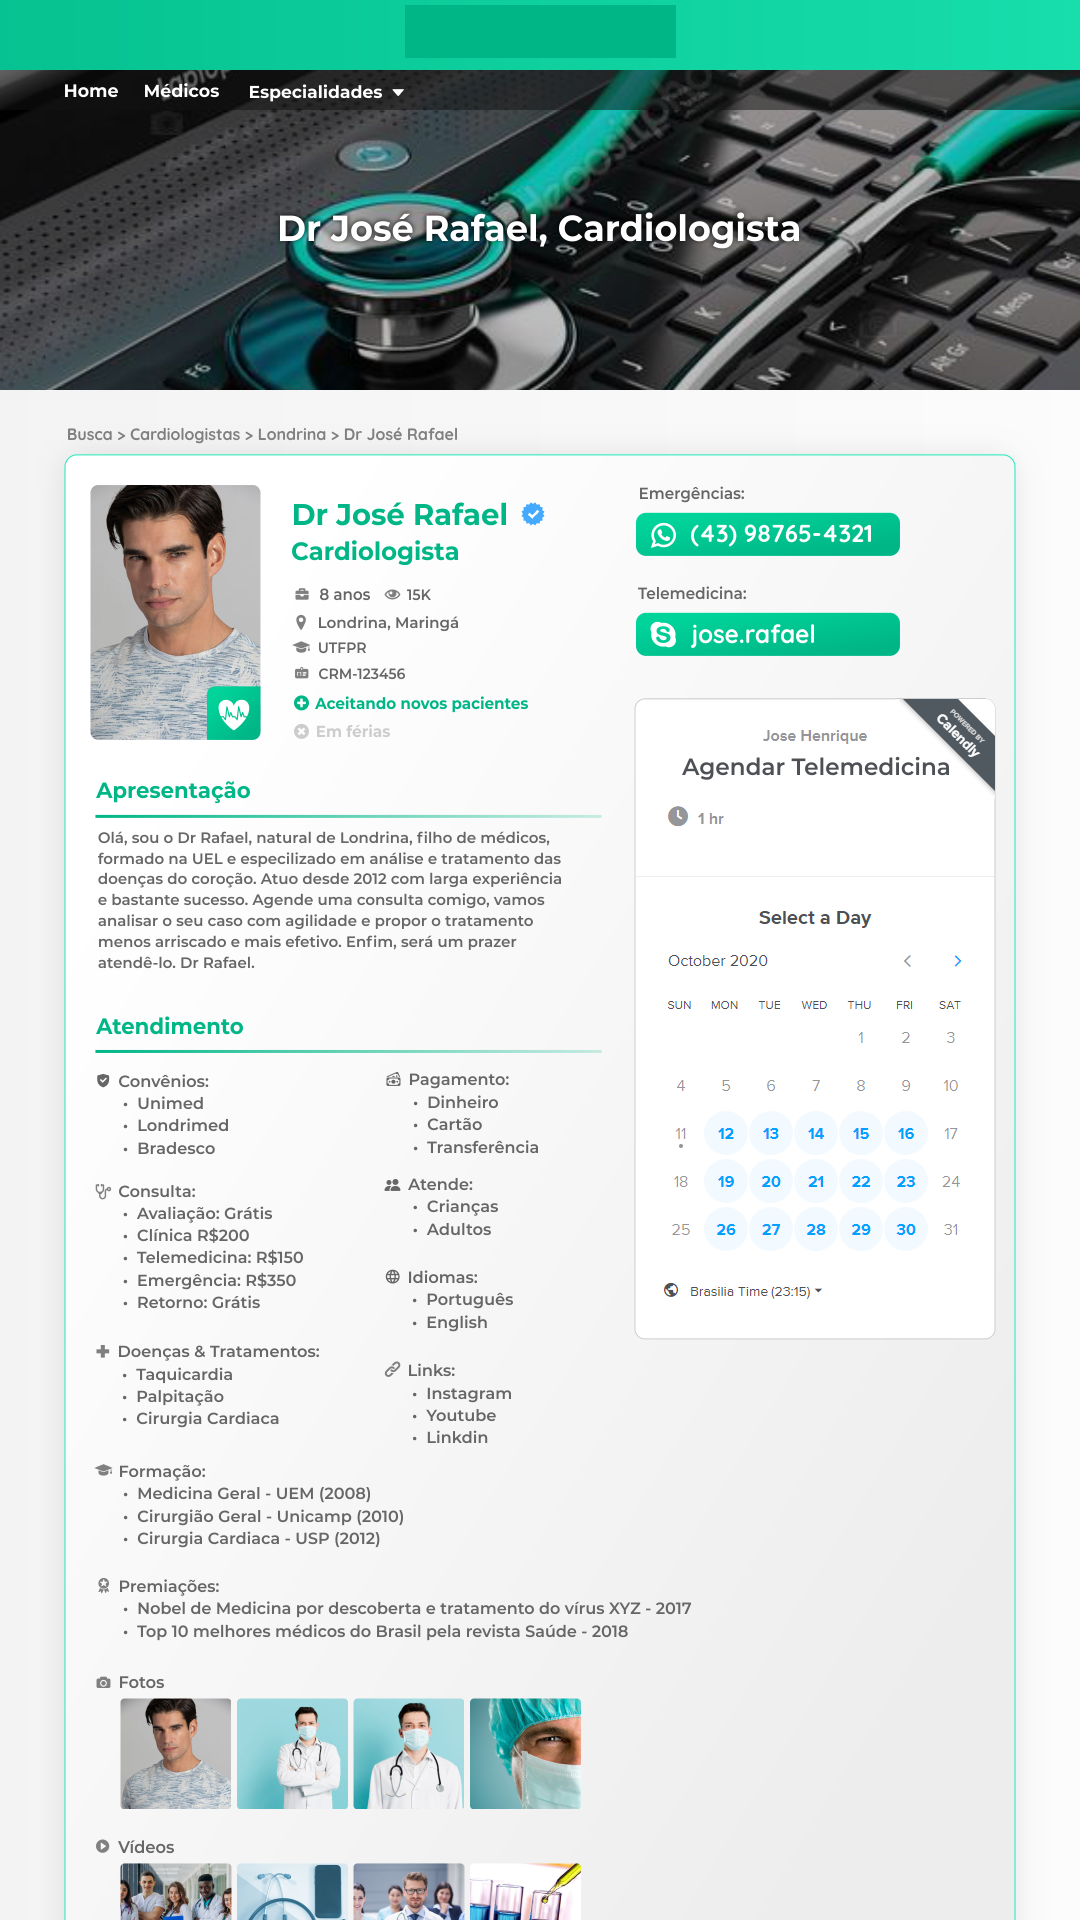 Home Médicos Especialidades
Dr José Rafael, Cardiologista
Busca > Cardiologistas > Londrina > Dr José Rafael
Dr José Rafael
Cardiologista
8 anos 15K
Londrina, Maringá
UTFPR
CRM-123456
Aceitando novos pacientes
Em férias
Emergências:
(43) 98765-4321
Telemedicina:
jose.rafael
POWERED BY
Calendly
Jose Henrique
Agendar Telemedicina
1 hr
Select a Day
October 2020
SUN MON TUE WED THU FRI SAT
1 2 3
4 5 6 7 8 9 10
11 12 13 14 15 16 17
18 19 20 21 22 23 24
25 26 27 28 29 30 31
Brasilia Time (23:15)
Apresentação
Olá, sou o Dr Rafael, natural de Londrina, filho de médicos,
formado na UEL e especilizado em análise e tratamento das
doenças do coroção. Atuo desde 2012 com larga experiência
e bastante sucesso. Agende uma consulta comigo, vamos
analisar o seu caso com agilidade e propor o tratamento
menos arriscado e mais efetivo. Enfim, será um prazer
atendê-lo. Dr Rafael.
Atendimento
Convênios:
• Unimed
• Londrimed
• Bradesco
Consulta:
• Avaliação: Grátis
• Clínica R$200
• Telemedicina: R$150
• Emergência: R$350
• Retorno: Grátis
Doenças & Tratamentos:
• Taquicardia
• Palpitação
• Cirurgia Cardiaca
Pagamento:
• Dinheiro
• Cartão
• Transferência
Atende:
• Crianças
• Adultos
Idiomas:
• Português
• English
Links:
• Instagram
• Youtube
• Linkdin
Formação:
• Medicina Geral - UEM (2008)
• Cirurgião Geral - Unicamp (2010)
• Cirurgia Cardiaca - USP (2012)
Premiações:
• Nobel de Medicina por descoberta e tratamento do vírus XYZ - 2017
• Top 10 melhores médicos do Brasil pela revista Saúde - 2018
Fotos
Vídeos